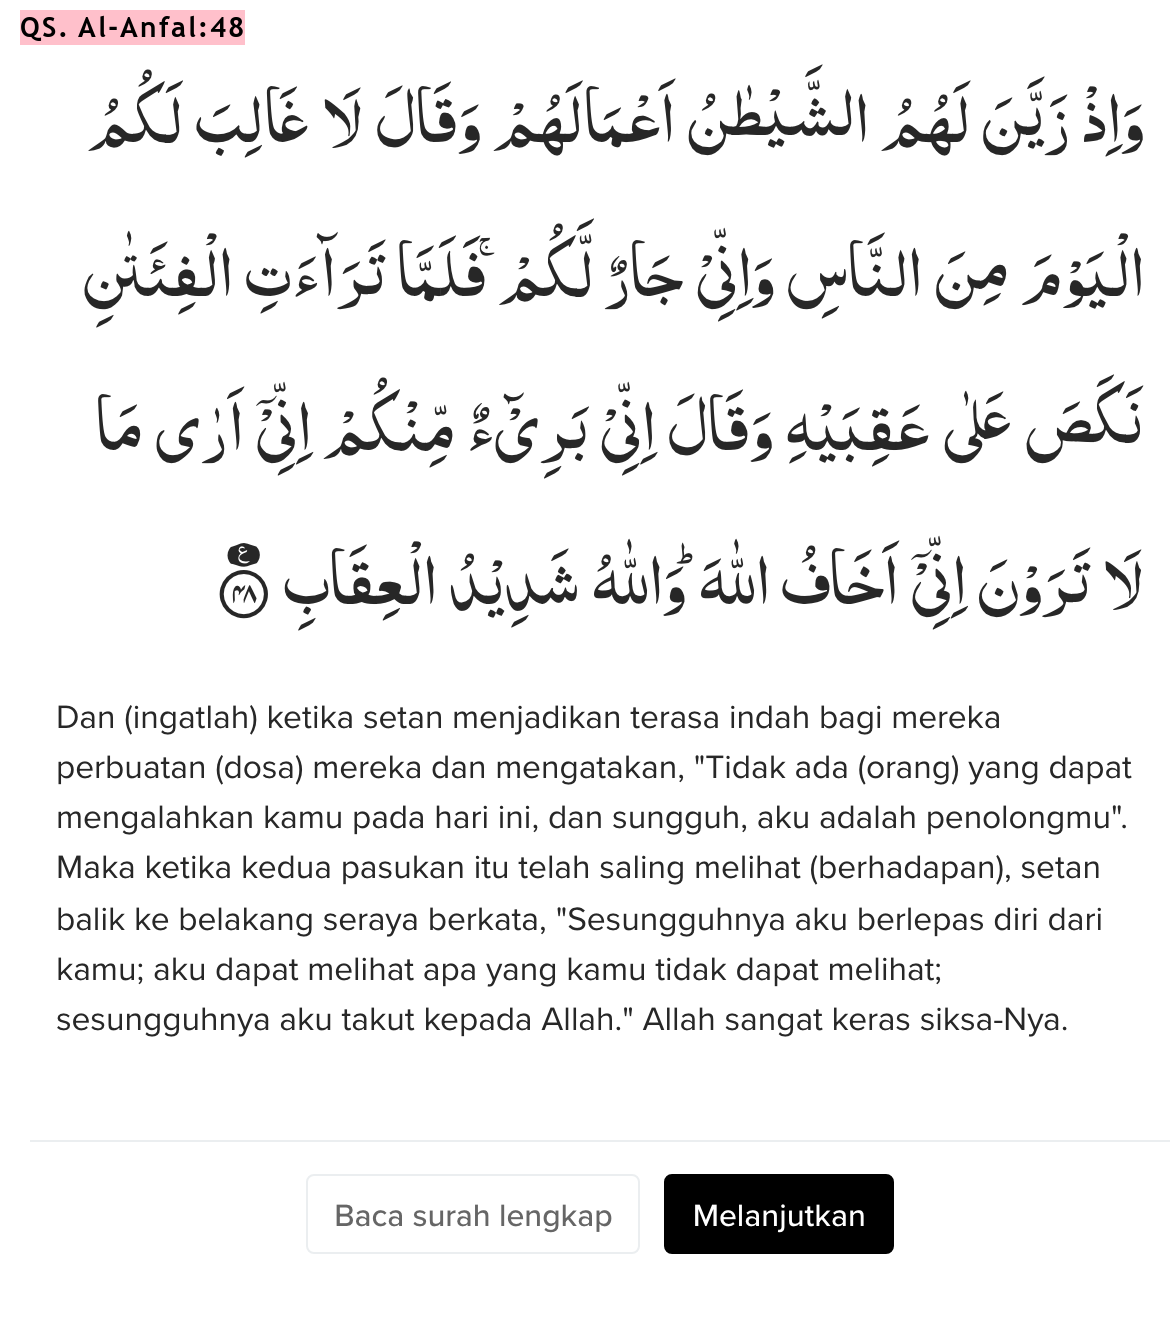 QS. Al-Anfal:48
وَاِذْ زَيَّنَ لَهُمُ الشَّيْطٰنُ اَعْمَالَهُمْ وَقَالَ لَا غَالِبَ لَكُمُ
الْيَوْمَ مِنَ النَّاسِ وَاِنِّيْ جَارٌ لَّكُمْ ۚفَلَمَّا تَرَاۤءَتِ الْفِئَتٰنِ
نَكَصَ عَلٰى عَقِبَيْهِ وَقَالَ اِنِّيْ بَرِيْۤءٌ مِّنْكُمْ اِنِّيْٓ اَرٰى مَا
لَا تَرَوْنَ اِنِّيْٓ اَخَافُ اللّٰهَ ۗوَاللّٰهُ شَدِيْدُ الْعِقَابِ ࣖ ٤٨
Dan (ingatlah) ketika setan menjadikan terasa indah bagi mereka
perbuatan (dosa) mereka dan mengatakan, "Tidak ada (orang) yang dapat
mengalahkan kamu pada hari ini, dan sungguh, aku adalah penolongmu".
Maka ketika kedua pasukan itu telah saling melihat (berhadapan), setan
balik ke belakang seraya berkata, "Sesungguhnya aku berlepas diri dari
kamu; aku dapat melihat apa yang kamu tidak dapat melihat;
sesungguhnya aku takut kepada Allah." Allah sangat keras siksa-Nya.
Baca surah lengkap
Melanjutkan